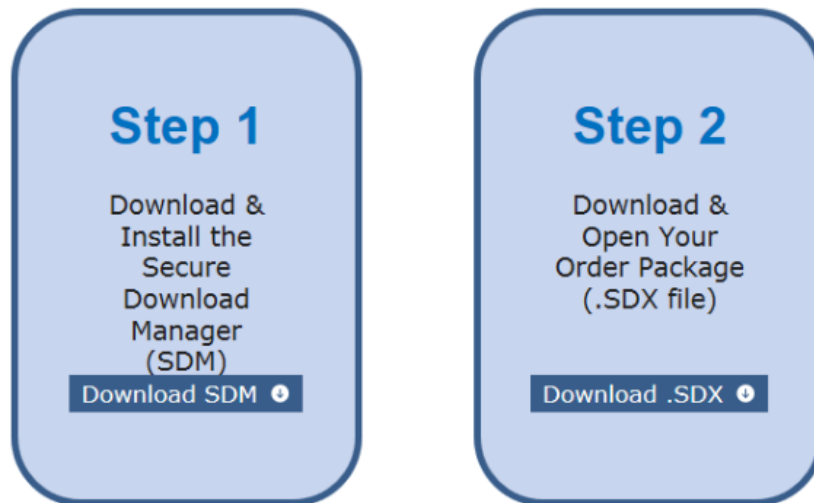 Step 1
Download &
Install the
Secure
Download
Manager
(SDM)
Download SDM
Step 2
Download &
Open Your
Order Package
(.SDX file)
Download .SDX